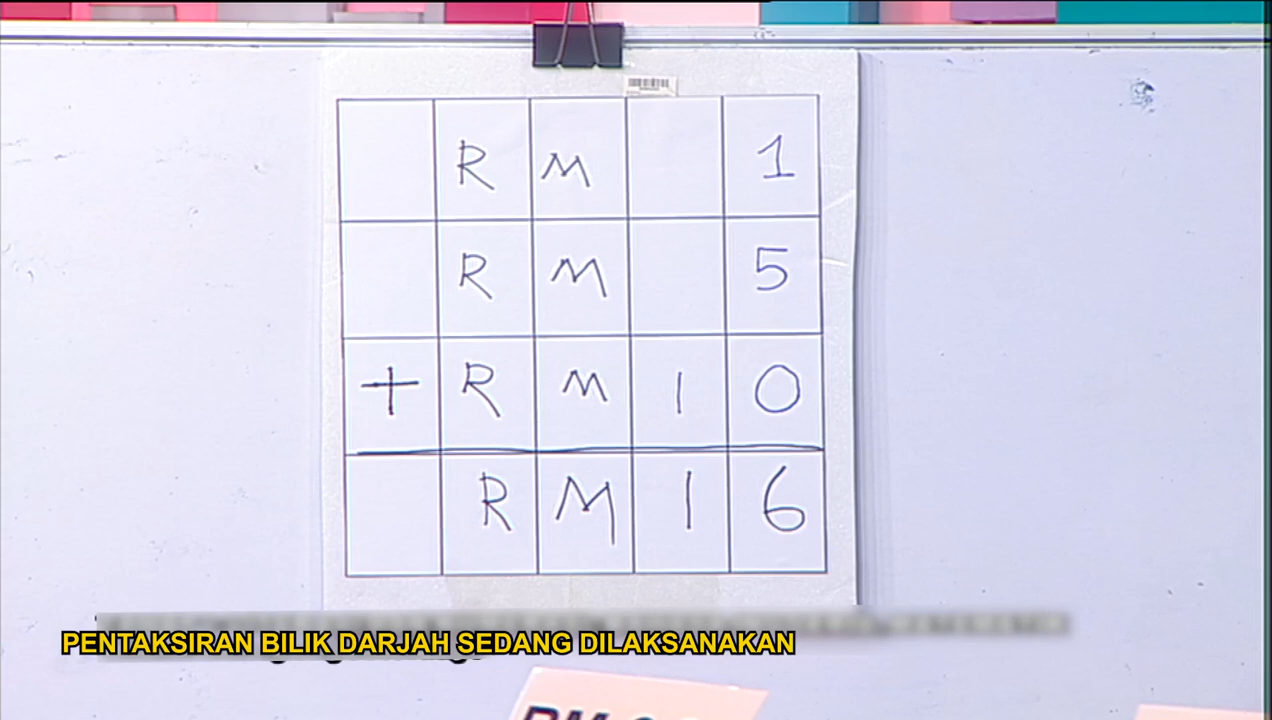 RM 1
RM 5
+ RM 10
RM 16
PENTAKSIRAN BILIK DARJAH SEDANG DILAKSANAKAN